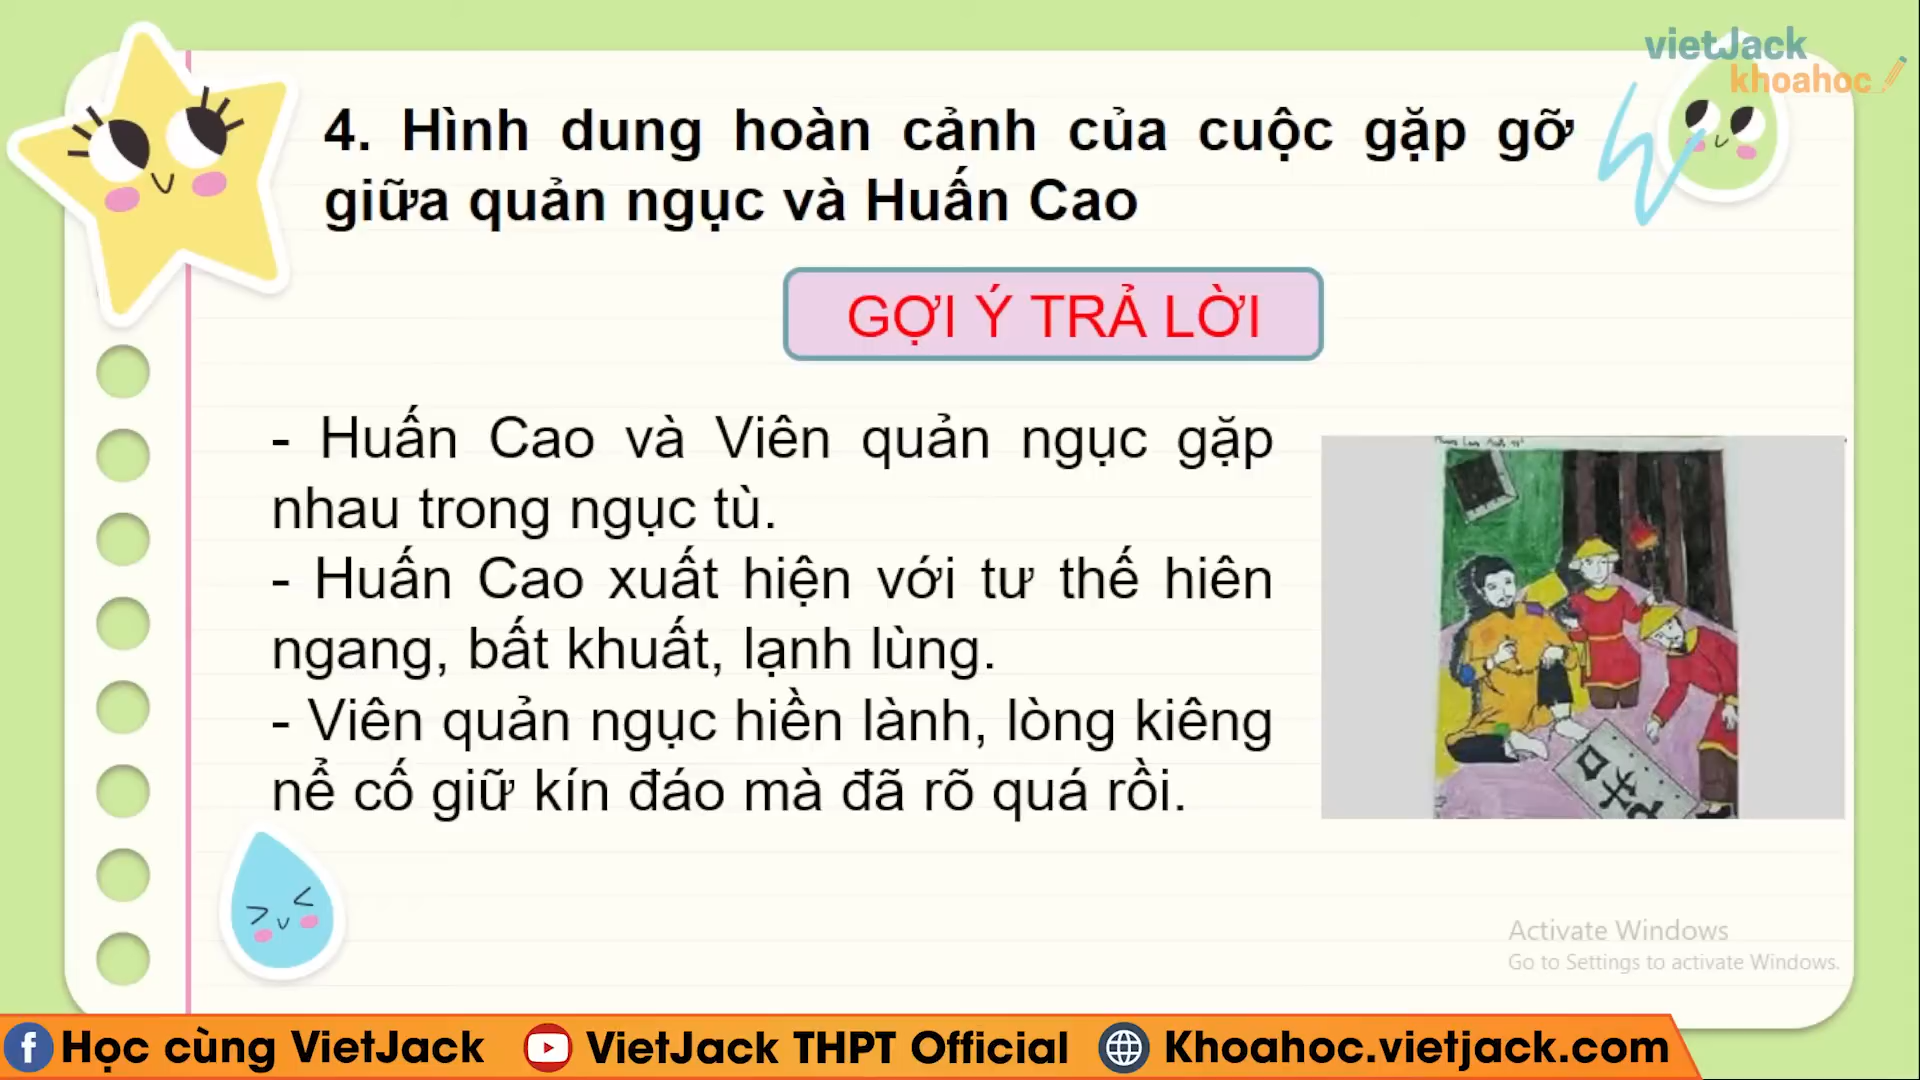 vietJack
khoahoc
4. Hình dung hoàn cảnh của cuộc gặp gỡ
giữa quản ngục và Huấn Cao
GỢI Ý TRẢ LỜI
- Huấn Cao và Viên quản ngục gặp
nhau trong ngục tù.
- Huấn Cao xuất hiện với tư thế hiên
ngang, bất khuất, lạnh lùng.
- Viên quản ngục hiền lành, lòng kiêng
nể cố giữ kín đáo mà đã rõ quá rồi.
Activate Windows
Go to Settings to activate Windows.
Học cùng VietJack
VietJack THPT Official
Khoahoc.vietjack.com